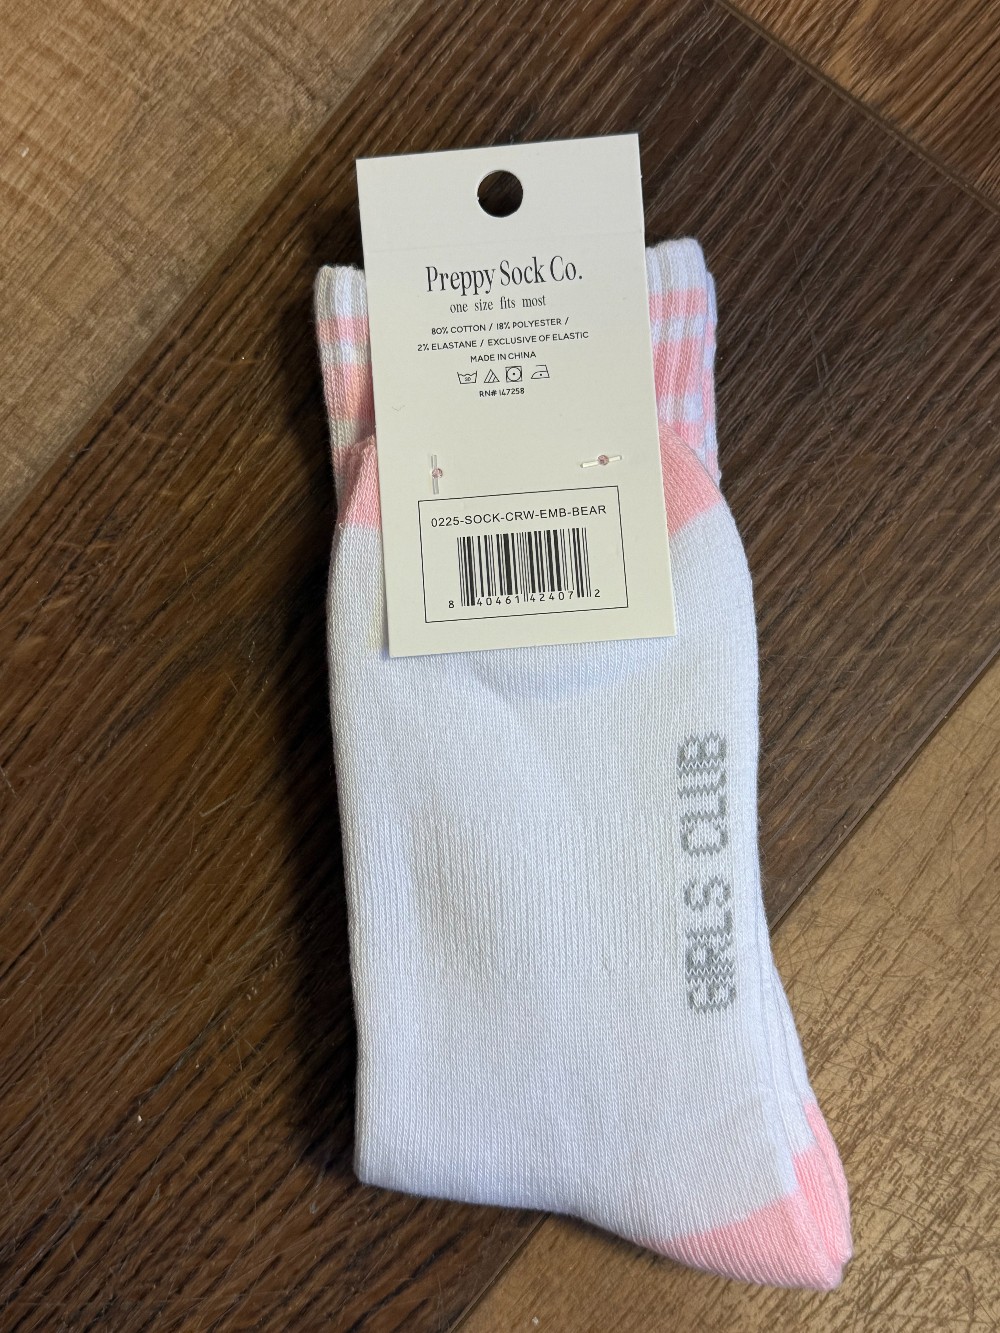 Preppy Sock Co.
one size fits most
80% COTTON / 18% POLYESTER /
2% ELASTANE / EXCLUSIVE OF ELASTIC
MADE IN CHINA
30
RN# 147258
0225-SOCK-CRW-EMB-BEAR
8 40461 42407 2
GIRLS CLUB